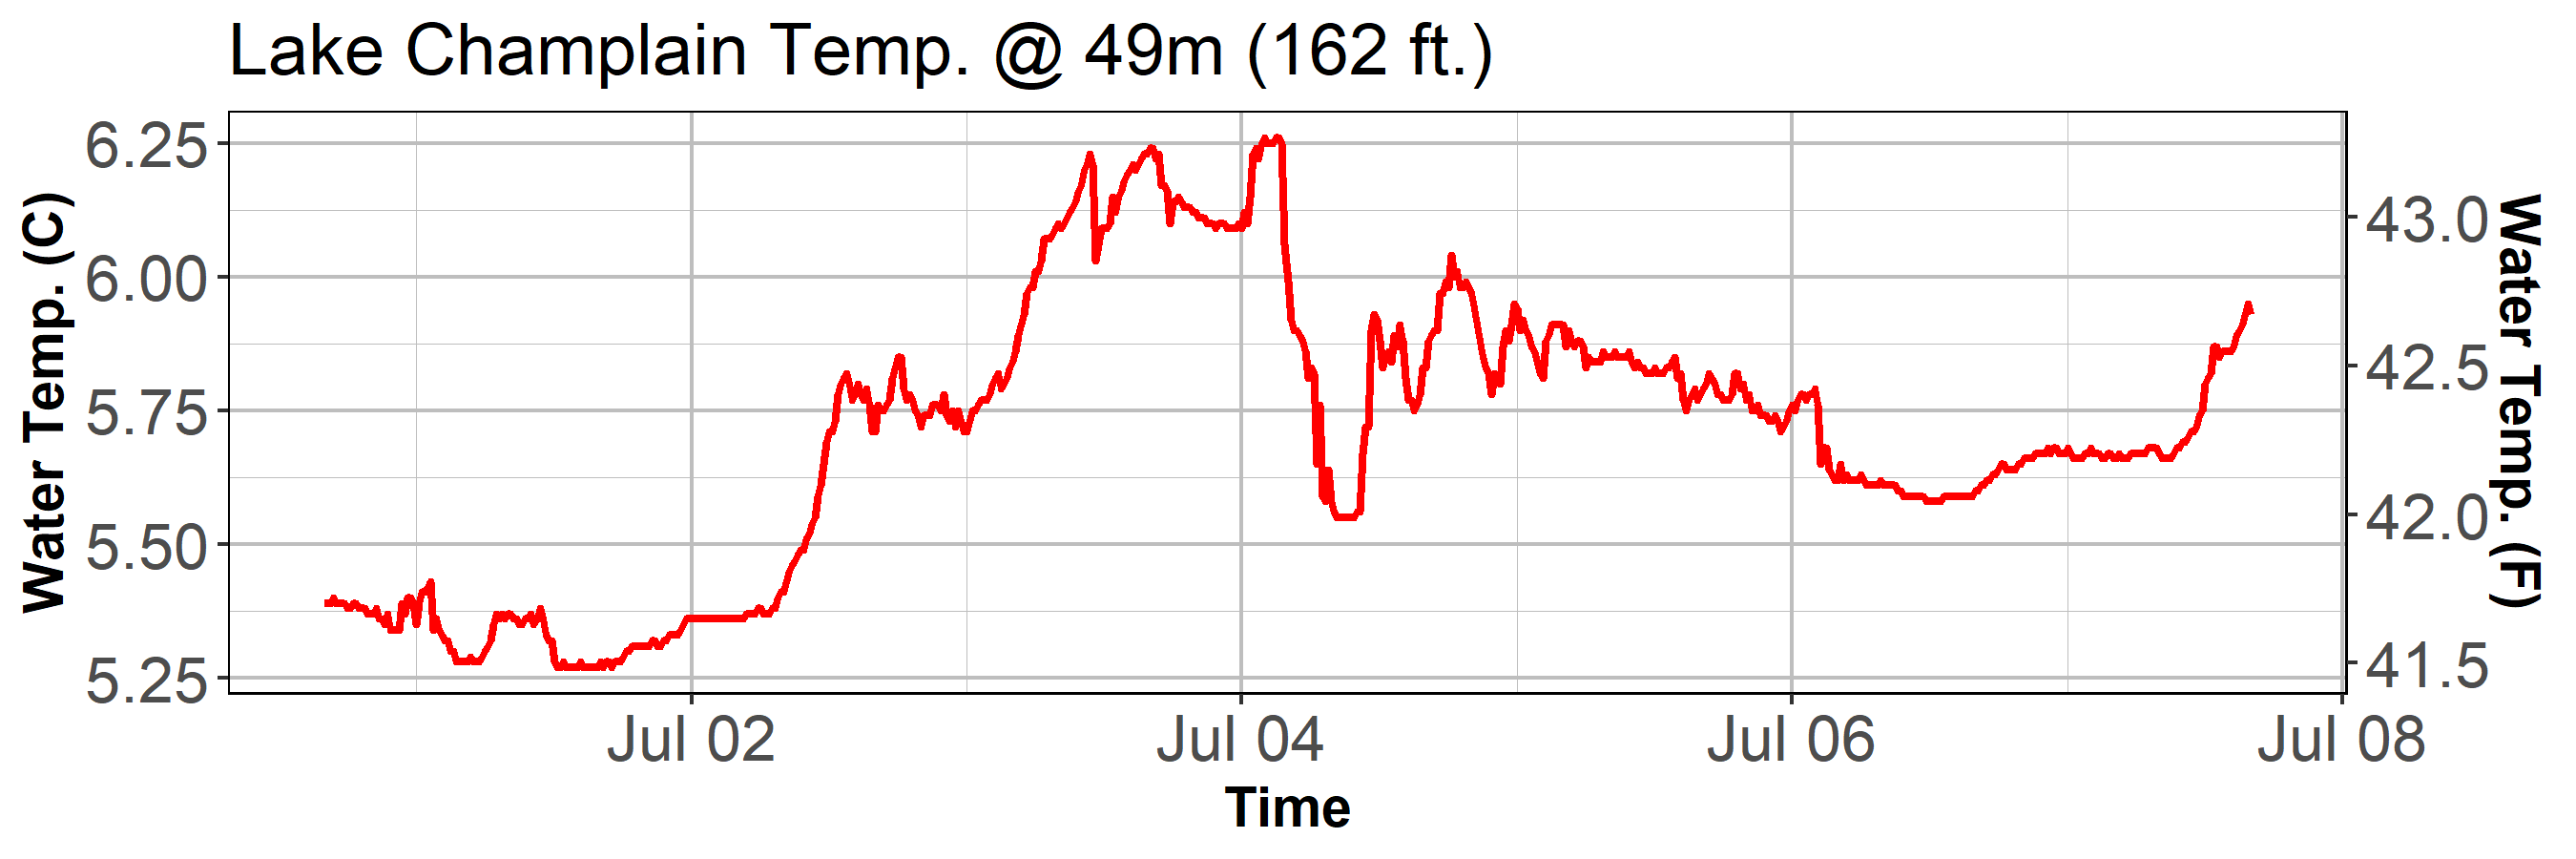 Lake Champlain Temp. @ 49m (162 ft.)
Water Temp. (C)
6.25
6.00
5.75
5.50
5.25
43.0
42.5
42.0
41.5
Water Temp. (F)
Jul 02
Jul 04
Jul 06
Jul 08
Time